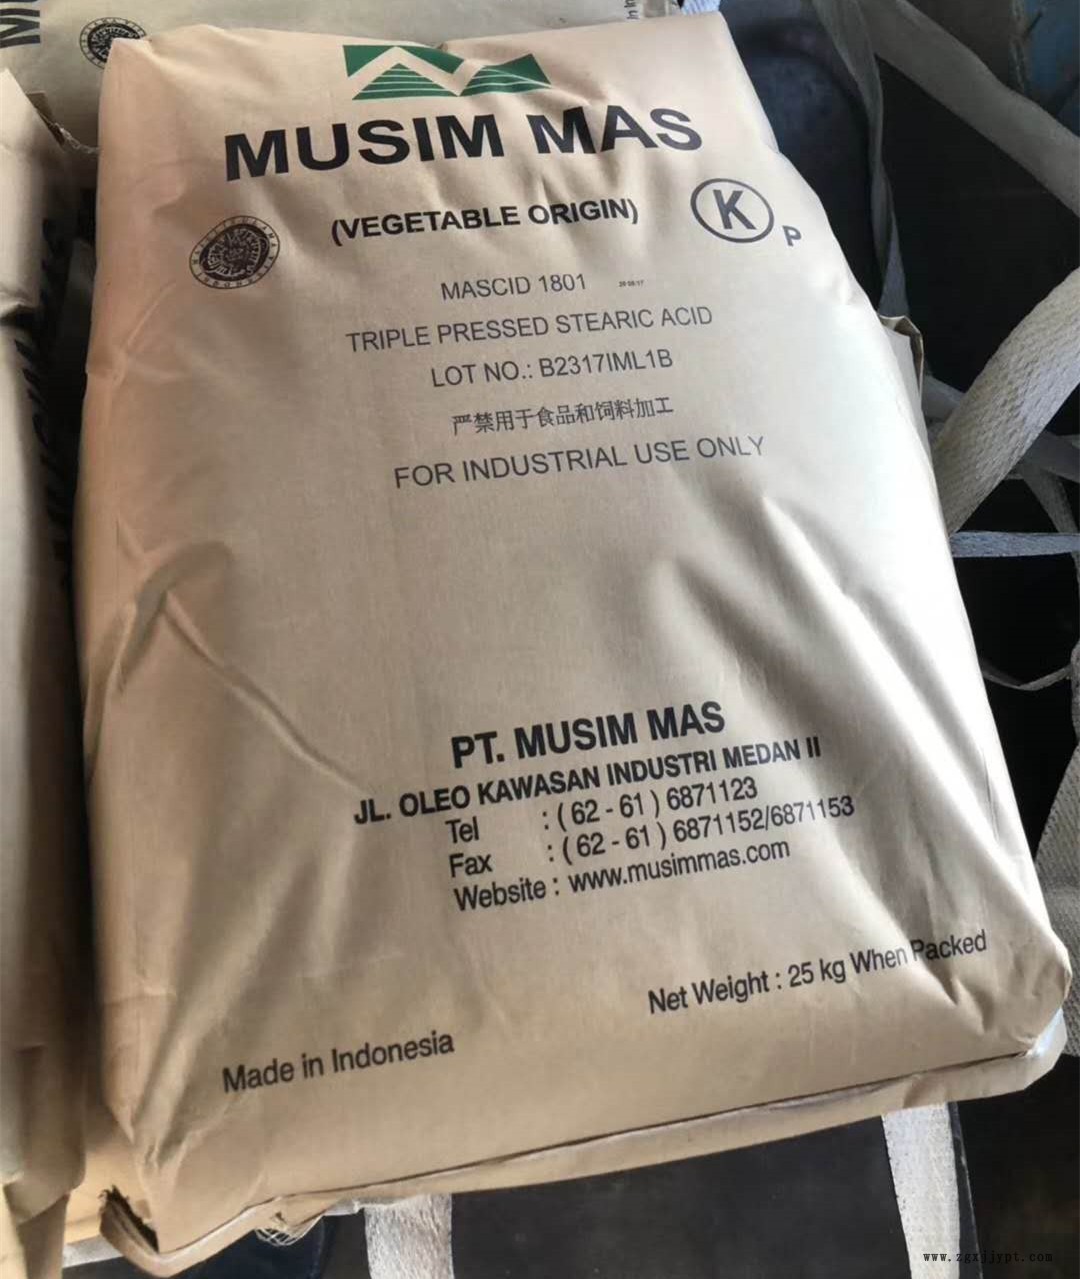 MUSIM MAS
(VEGETABLE ORIGIN)
K
P
MASCID 1801
TRIPLE PRESSED STEARIC ACID
LOT NO.: B2317IML1B
严禁用于食品和饲料加工
FOR INDUSTRIAL USE ONLY
PT. MUSIM MAS
JL. OLEO KAWASAN INDUSTRI MEDAN II
Tel : ( 62 - 61 ) 6871123
Fax : ( 62 - 61 ) 6871152/6871153
Website : www.musimmas.com
Net Weight : 25 kg When Packed
Made in Indonesia
www.zgxjjypt.com